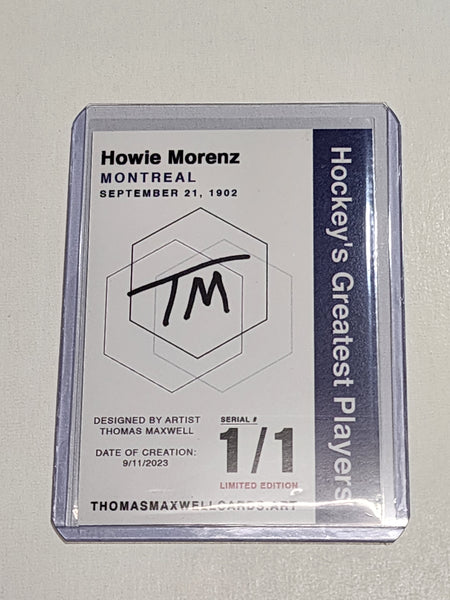 Howie Morenz
MONTREAL
SEPTEMBER 21, 1902
Hockey's Greatest Players
TM
DESIGNED BY ARTIST
THOMAS MAXWELL
DATE OF CREATION:
9/11/2023
SERIAL #
1/1
LIMITED EDITION
THOMASMAXWELLCARDS.ART